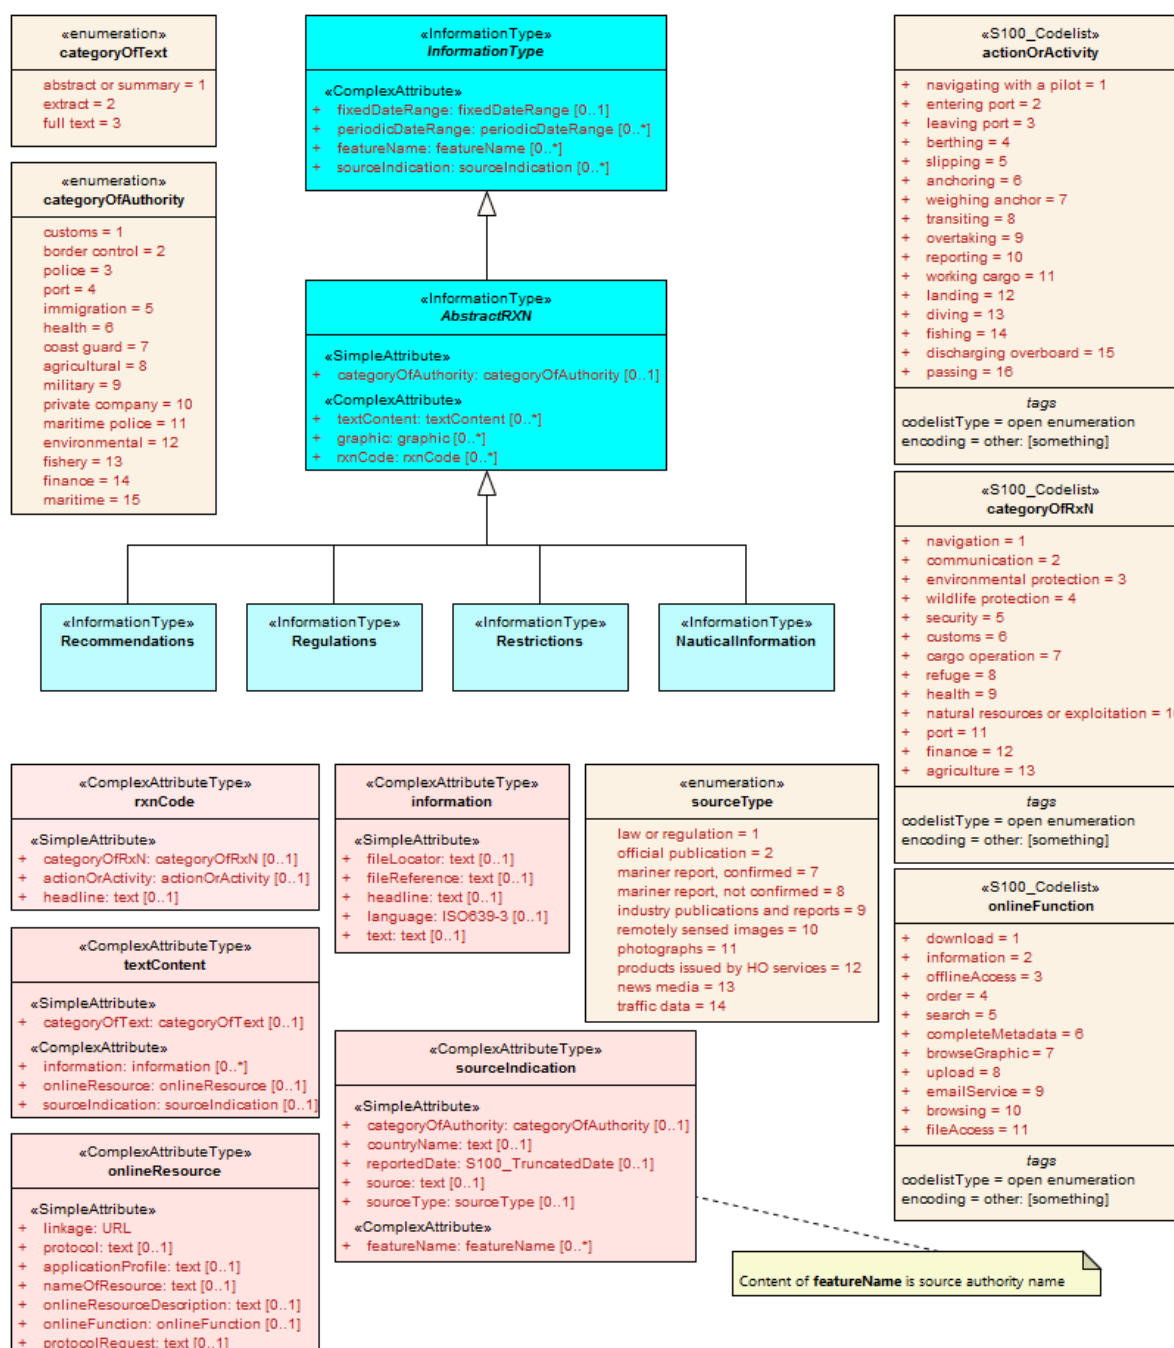 «enumeration»
categoryOfText
abstract or summary = 1
extract = 2
full text = 3
«enumeration»
categoryOfAuthority
customs = 1
border control = 2
police = 3
port = 4
immigration = 5
health = 6
coast guard = 7
agricultural = 8
military = 9
private company = 10
maritime police = 11
environmental = 12
fishery = 13
finance = 14
maritime = 15
«InformationType»
InformationType
«ComplexAttribute»
+ fixedDateRange: fixedDateRange [0..1]
+ periodicDateRange: periodicDateRange [0..*]
+ featureName: featureName [0..*]
+ sourceIndication: sourceIndication [0..*]
«InformationType»
AbstractRXN
«SimpleAttribute»
+ categoryOfAuthority: categoryOfAuthority [0..1]
«ComplexAttribute»
+ textContent: textContent [0..*]
+ graphic: graphic [0..*]
+ rxnCode: rxnCode [0..*]
«InformationType»
Recommendations
«InformationType»
Regulations
«InformationType»
Restrictions
«InformationType»
NauticalInformation
«S100_Codelist»
actionOrActivity
+ navigating with a pilot = 1
+ entering port = 2
+ leaving port = 3
+ berthing = 4
+ slipping = 5
+ anchoring = 6
+ weighing anchor = 7
+ transiting = 8
+ overtaking = 9
+ reporting = 10
+ working cargo = 11
+ landing = 12
+ diving = 13
+ fishing = 14
+ discharging overboard = 15
+ passing = 16
tags
codelistType = open enumeration
encoding = other: [something]
«S100_Codelist»
categoryOfRxN
+ navigation = 1
+ communication = 2
+ environmental protection = 3
+ wildlife protection = 4
+ security = 5
+ customs = 6
+ cargo operation = 7
+ refuge = 8
+ health = 9
+ natural resources or exploitation =
+ port = 11
+ finance = 12
+ agriculture = 13
tags
codelistType = open enumeration
encoding = other: [something]
«S100_Codelist»
onlineFunction
+ download = 1
+ information = 2
+ offlineAccess = 3
+ order = 4
+ search = 5
+ completeMetadata = 6
+ browseGraphic = 7
+ upload = 8
+ emailService = 9
+ browsing = 10
+ fileAccess = 11
tags
codelistType = open enumeration
encoding = other: [something]
«ComplexAttributeType»
rxnCode
«SimpleAttribute»
+ categoryOfRxN: categoryOfRxN [0..1]
+ actionOrActivity: actionOrActivity [0..1]
+ headline: text [0..1]
«ComplexAttributeType»
textContent
«SimpleAttribute»
+ categoryOfText: categoryOfText [0..1]
«ComplexAttribute»
+ information: information [0..*]
+ onlineResource: onlineResource [0..1]
+ sourceIndication: sourceIndication [0..1]
«ComplexAttributeType»
onlineResource
«SimpleAttribute»
+ linkage: URL
+ protocol: text [0..1]
+ applicationProfile: text [0..1]
+ nameOfResource: text [0..1]
+ onlineResourceDescription: text [0..1]
+ onlineFunction: onlineFunction [0..1]
+ protocolRequest: text [0..1]
«ComplexAttributeType»
information
«SimpleAttribute»
+ fileLocator: text [0..1]
+ fileReference: text [0..1]
+ headline: text [0..1]
+ language: ISO639-3 [0..1]
+ text: text [0..1]
«enumeration»
sourceType
law or regulation = 1
official publication = 2
mariner report, confirmed = 7
mariner report, not confirmed = 8
industry publications and reports = 9
remotely sensed images = 10
photographs = 11
products issued by HO services = 12
news media = 13
traffic data = 14
«ComplexAttributeType»
sourceIndication
«SimpleAttribute»
+ categoryOfAuthority: categoryOfAuthority [0..1]
+ countryName: text [0..1]
+ reportedDate: S100_TruncatedDate [0..1]
+ source: text [0..1]
+ sourceType: sourceType [0..1]
«ComplexAttribute»
+ featureName: featureName [0..*]
Content of featureName is source authority name